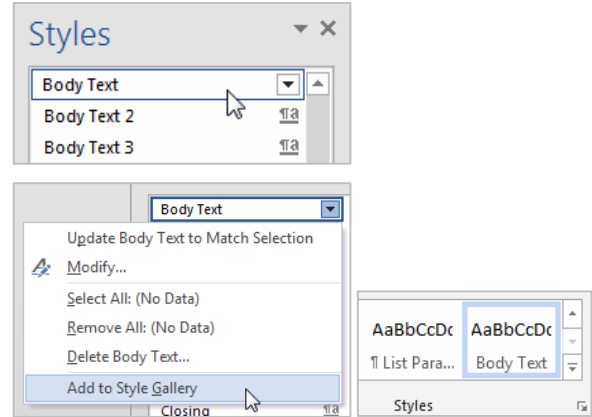 Styles
Body Text
Body Text 2 ¶a
Body Text 3 ¶a
Body Text
Update Body Text to Match Selection
Modify...
Select All: (No Data)
Remove All: (No Data)
Delete Body Text...
Add to Style Gallery
Closing ¶a
AaBbCcDc AaBbCcDc
¶ List Para... Body Text
Styles